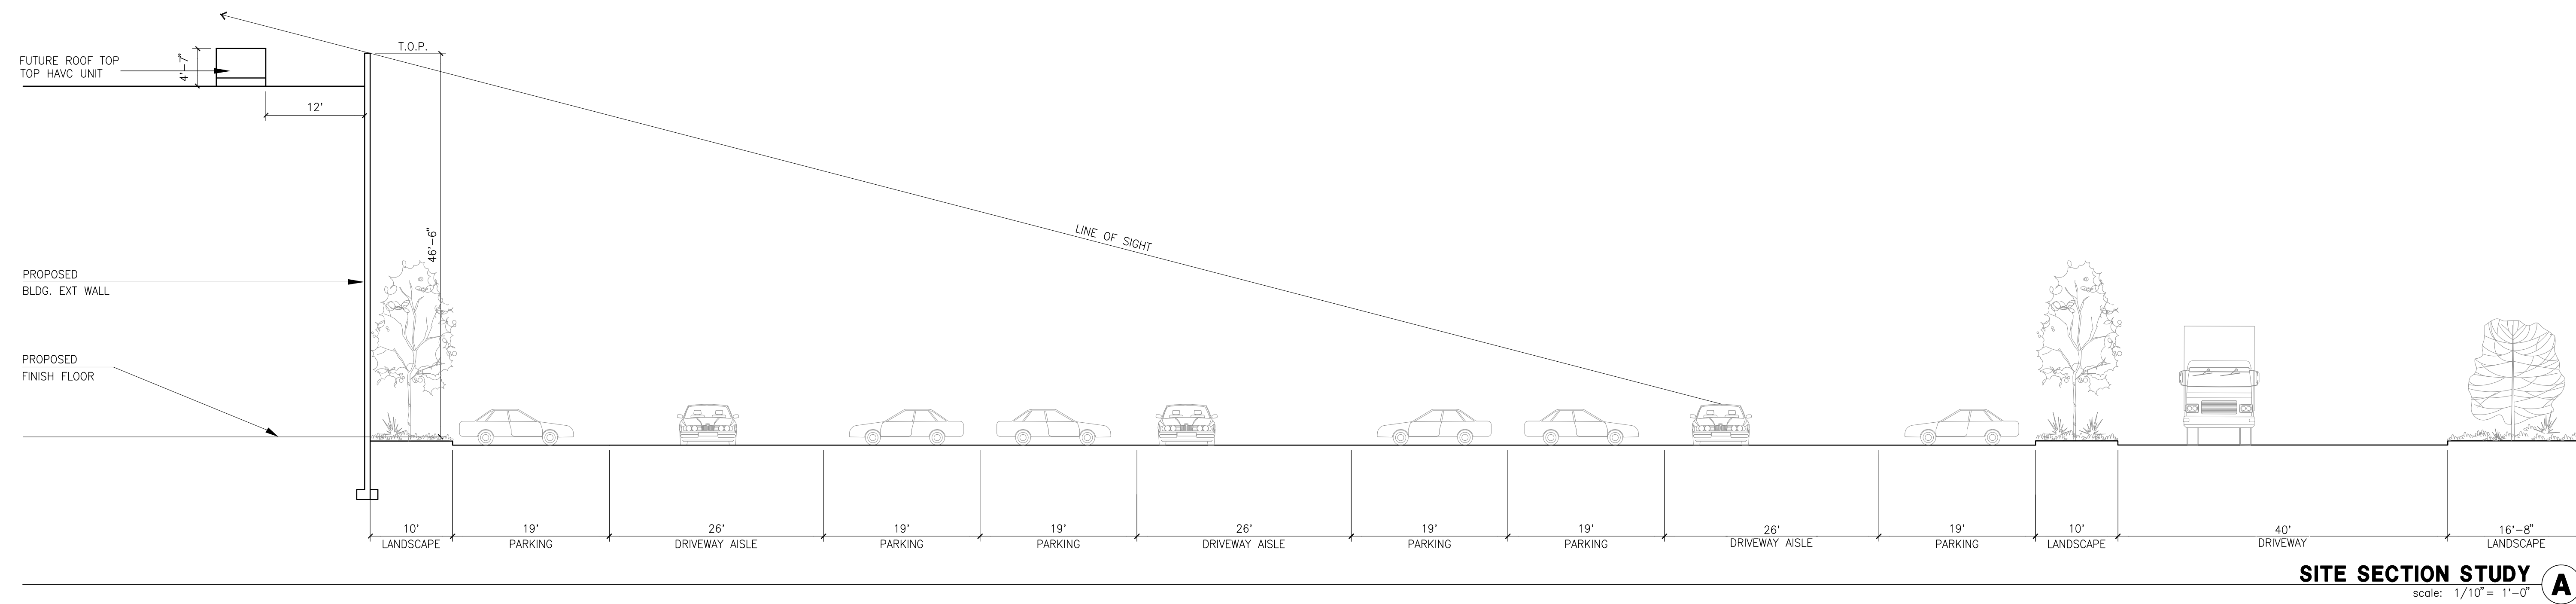 T.O.P.
FUTURE ROOF TOP
TOP HAVC UNIT
4'-7"
12'
46'-6"
LINE OF SIGHT
PROPOSED
BLDG. EXT WALL
PROPOSED
FINISH FLOOR
10' 19' 26' 19' 19' 26' 19' 19' 26' 19' 10' 40' 16'-8"
LANDSCAPE PARKING DRIVEWAY AISLE PARKING PARKING DRIVEWAY AISLE PARKING PARKING DRIVEWAY AISLE PARKING LANDSCAPE DRIVEWAY LANDSCAPE
SITE SECTION STUDY A
scale: 1/10"= 1'-0"